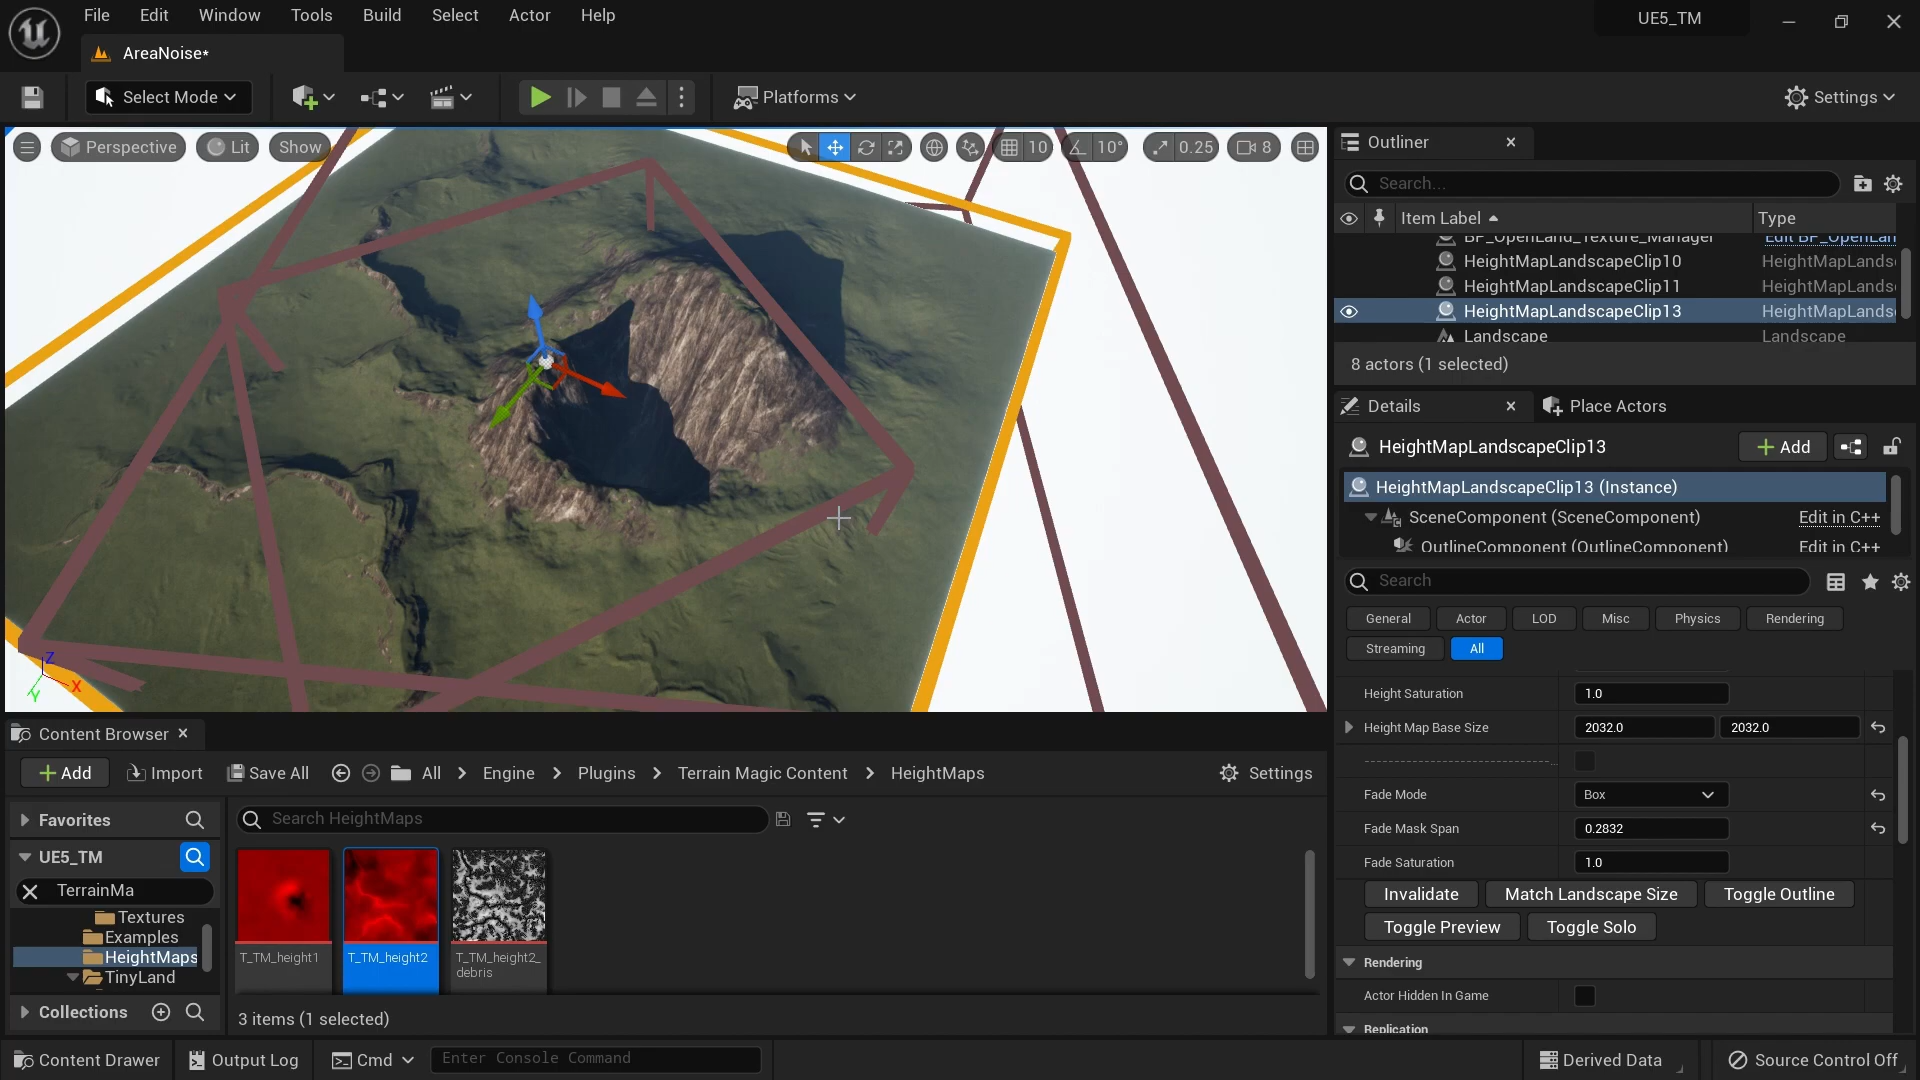 File Edit Window Tools Build Select Actor Help
UE5_TM
AreaNoise*
Select Mode
Platforms
Settings
Perspective
Lit
Show
10
10°
0.25
8
Outliner
Search...
Item Label
Type
BP_OpenLand_Texture_Manager
Edit BP_OpenLan
HeightMapLandscapeClip10
HeightMapLands
HeightMapLandscapeClip11
HeightMapLands
HeightMapLandscapeClip13
HeightMapLands
Landscape
Landscape
8 actors (1 selected)
Details
Place Actors
HeightMapLandscapeClip13
Add
HeightMapLandscapeClip13 (Instance)
SceneComponent (SceneComponent)
Edit in C++
OutlineComponent (OutlineComponent)
Edit in C++
Search
General
Actor
LOD
Misc
Physics
Rendering
Streaming
All
Height Saturation
1.0
Height Map Base Size
2032.0
2032.0
Fade Mode
Box
Fade Mask Span
0.2832
Fade Saturation
1.0
Invalidate
Match Landscape Size
Toggle Outline
Toggle Preview
Toggle Solo
Rendering
Actor Hidden In Game
Replication
Z
X
Y
Content Browser
Add
Import
Save All
All
Engine
Plugins
Terrain Magic Content
HeightMaps
Settings
Favorites
Search HeightMaps
UE5_TM
TerrainMa
Textures
Examples
HeightMaps
TinyLand
Collections
T_TM_height1
T_TM_height2
T_TM_height2_
debris
3 items (1 selected)
Content Drawer
Output Log
Cmd
Enter Console Command
Derived Data
Source Control Off